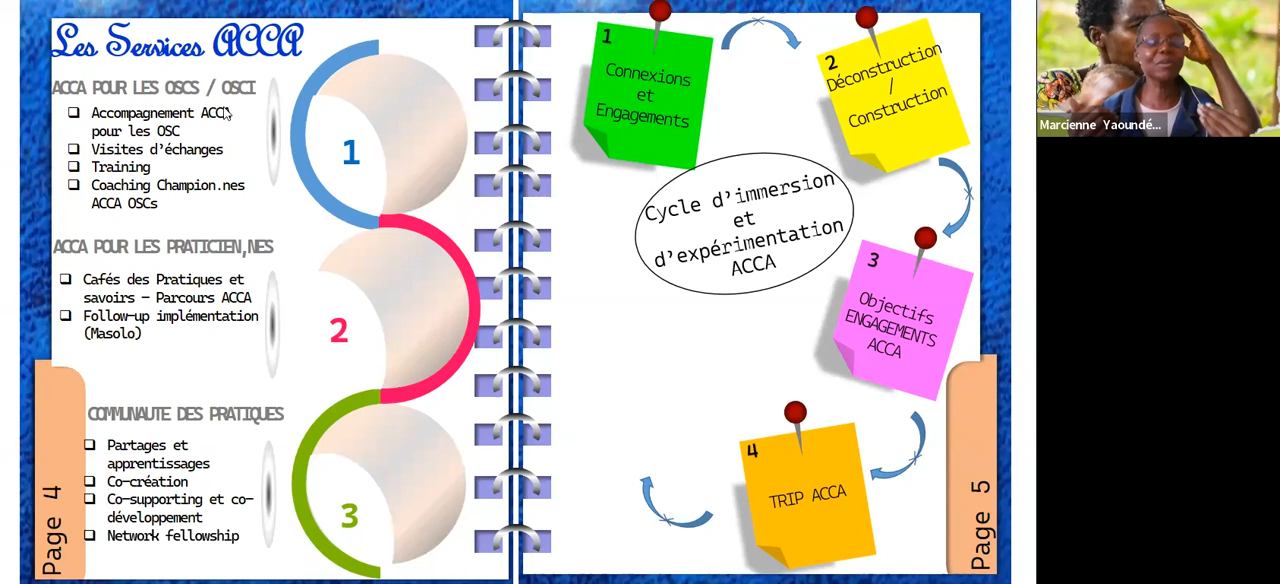 Les Services ACCA
ACCA POUR LES OSCS / OSCI
Accompagnement ACCA
pour les OSC
Visites d'échanges
Training
Coaching Champion.nes
ACCA OSCs
1
ACCA POUR LES PRATICIEN,NES
Cafés des Pratiques et
savoirs – Parcours ACCA
Follow-up implémentation
(Masolo)
2
COMMUNAUTE DES PRATIQUES
Partages et
apprentissages
Co-création
Co-supporting et co-
développement
Network fellowship
3
Page 4
1
Connexions
et
Engagements
2
Déconstruction
/
Construction
Cycle d'immersion
et
d'expérimentation
ACCA
3
Objectifs
ENGAGEMENTS
ACCA
4
TRIP ACCA
Page 5
Marcienne Yaoundé...